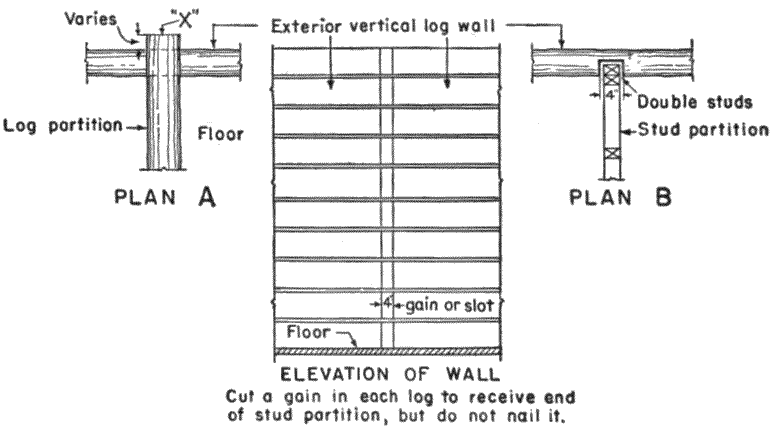 Varies
"X"
Exterior vertical log wall
Log partition
Floor
PLAN A
4"
Double studs
Stud partition
PLAN B
4"
gain or slot
Floor
ELEVATION OF WALL
Cut a gain in each log to receive end
of stud partition, but do not nail it.